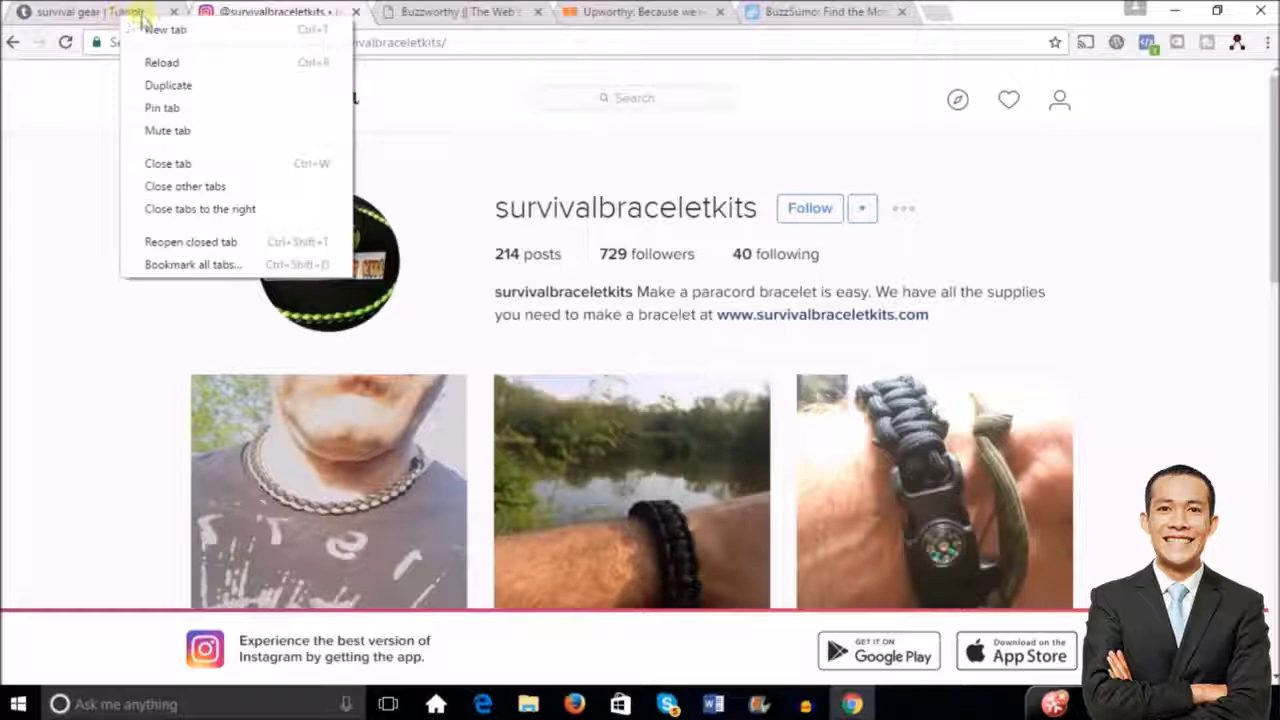 survival gear | Tumblr
@survivalbraceletkits •
Buzzworthy || The Web
Upworthy: Because we
BuzzSumo: Find the Mo
New tab Ctrl+T
valbraceletkits/
Reload Ctrl+R
Duplicate
Search
Pin tab
Mute tab
Close tab Ctrl+W
Close other tabs
Close tabs to the right
survivalbraceletkits Follow
Reopen closed tab Ctrl+Shift+T
214 posts 729 followers 40 following
Bookmark all tabs... Ctrl+Shift+D
survivalbraceletkits Make a paracord bracelet is easy. We have all the supplies
you need to make a bracelet at www.survivalbraceletkits.com
Experience the best version of
Instagram by getting the app.
GET IT ON
Google Play
Download on the
App Store
Ask me anything